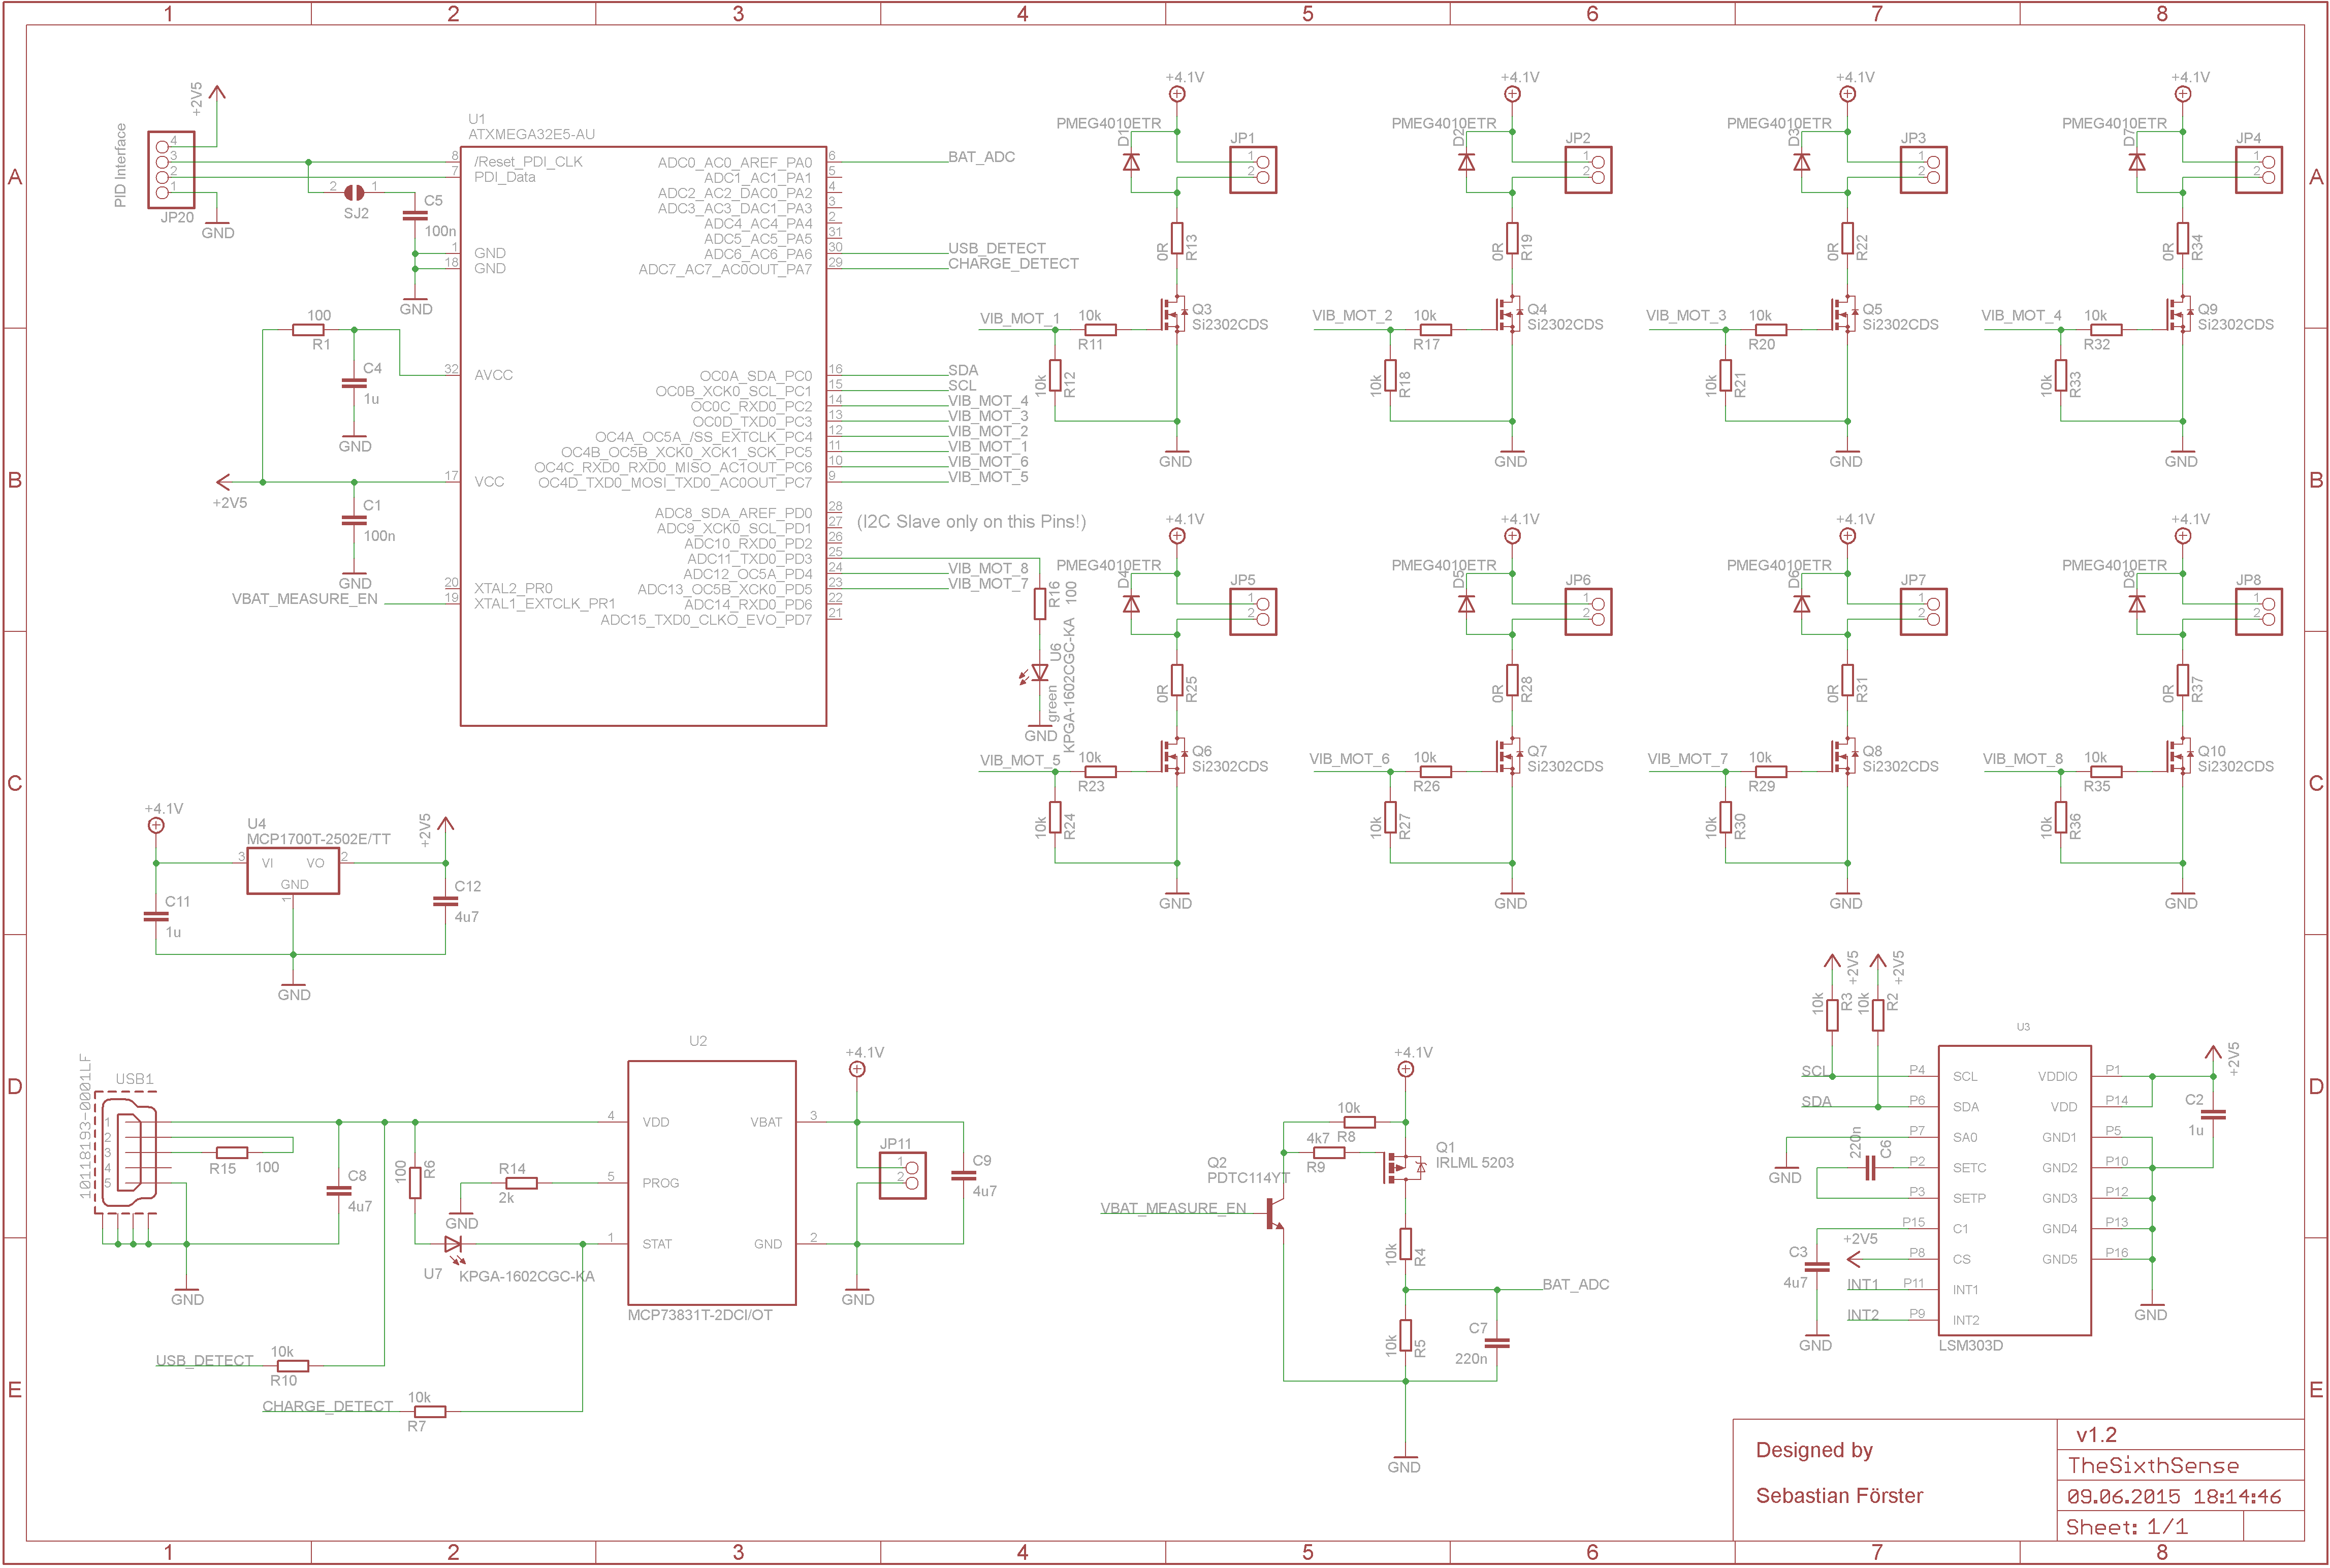 1 2 3 4 5 6 7 8
A A
B B
C C
D D
E E
1 2 3 4 5 6 7 8
+2V5
PID Interface
4
3
2
1
JP20
GND
2 1
SJ2
C5
100n
GND
100
R1
C4
1u
GND
+2V5
C1
100n
GND
VBAT_MEASURE_EN
U1
ATXMEGA32E5-AU
8 /Reset_PDI_CLK
7 PDI_Data
1 GND
18 GND
32 AVCC
17 VCC
20 XTAL2_PR0
19 XTAL1_EXTCLK_PR1
ADC0_AC0_AREF_PA0 6 BAT_ADC
ADC1_AC1_PA1 5
ADC2_AC2_DAC0_PA2 4
ADC3_AC3_DAC1_PA3 3
ADC4_AC4_PA4 2
ADC5_AC5_PA5 31
ADC6_AC6_PA6 30 USB_DETECT
ADC7_AC7_AC0OUT_PA7 29 CHARGE_DETECT
OC0A_SDA_PC0 16 SDA
OC0B_XCK0_SCL_PC1 15 SCL
OC0C_RXD0_PC2 14 VIB_MOT_4
OC0D_TXD0_PC3 13 VIB_MOT_3
OC4A_OC5A_/SS_EXTCLK_PC4 12 VIB_MOT_2
OC4B_OC5B_XCK0_XCK1_SCK_PC5 11 VIB_MOT_1
OC4C_RXD0_RXD0_MISO_AC1OUT_PC6 10 VIB_MOT_6
OC4D_TXD0_MOSI_TXD0_AC0OUT_PC7 9 VIB_MOT_5
ADC8_SDA_AREF_PD0 28
ADC9_XCK0_SCL_PD1 27
(I2C Slave only on this Pins!)
ADC10_RXD0_PD2 26
ADC11_TXD0_PD3 25
ADC12_OC5A_PD4 24 VIB_MOT_8
ADC13_OC5B_XCK0_PD5 23 VIB_MOT_7
ADC14_RXD0_PD6 22
ADC15_TXD0_CLKO_EVO_PD7 21
R16
100
U6
green
KPGA-1602CGC-KA
GND
+4.1V
PMEG4010ETR
D1
JP1
1
2
0R
R13
Q3
Si2302CDS
VIB_MOT_1
10k
R11
10k
R12
GND
+4.1V
PMEG4010ETR
D2
JP2
1
2
0R
R19
Q4
Si2302CDS
VIB_MOT_2
10k
R17
10k
R18
GND
+4.1V
PMEG4010ETR
D3
JP3
1
2
0R
R22
Q5
Si2302CDS
VIB_MOT_3
10k
R20
10k
R21
GND
+4.1V
PMEG4010ETR
D7
JP4
1
2
0R
R34
Q9
Si2302CDS
VIB_MOT_4
10k
R32
10k
R33
GND
+4.1V
PMEG4010ETR
D4
JP5
1
2
0R
R25
Q6
Si2302CDS
VIB_MOT_5
10k
R23
10k
R24
GND
+4.1V
PMEG4010ETR
D5
JP6
1
2
0R
R28
Q7
Si2302CDS
VIB_MOT_6
10k
R26
10k
R27
GND
+4.1V
PMEG4010ETR
D6
JP7
1
2
0R
R31
Q8
Si2302CDS
VIB_MOT_7
10k
R29
10k
R30
GND
+4.1V
PMEG4010ETR
D8
JP8
1
2
0R
R37
Q10
Si2302CDS
VIB_MOT_8
10k
R35
10k
R36
GND
+4.1V
U4
MCP1700T-2502E/TT
3 VI VO 2
GND
1
+2V5
C11
1u
C12
4u7
GND
10118193-0001LF
USB1
1
2
3
4
5
R15 100
GND
C8
4u7
100
R6
R14
2k
GND
U7 KPGA-1602CGC-KA
USB_DETECT
10k
R10
CHARGE_DETECT
10k
R7
U2
4 VDD VBAT 3
5 PROG
1 STAT GND 2
MCP73831T-2DCI/OT
+4.1V
JP11
1
2
C9
4u7
GND
+4.1V
10k
R8
4k7
R9
Q1
IRLML 5203
Q2
PDTC114YT
VBAT_MEASURE_EN
10k
R4
BAT_ADC
10k
R5
C7
220n
GND
+2V5
+2V5
10k
R3
10k
R2
SCL
SDA
GND
220n
C6
C3
4u7
+2V5
INT1
INT2
GND
U3
P4 SCL VDDIO P1
P6 SDA VDD P14
P7 SA0 GND1 P5
P2 SETC GND2 P10
P3 SETP GND3 P12
P15 C1 GND4 P13
P8 CS GND5 P16
P11 INT1
P9 INT2
LSM303D
+2V5
C2
1u
GND
Designed by
Sebastian Förster
v1.2
TheSixthSense
09.06.2015 18:14:46
Sheet: 1/1